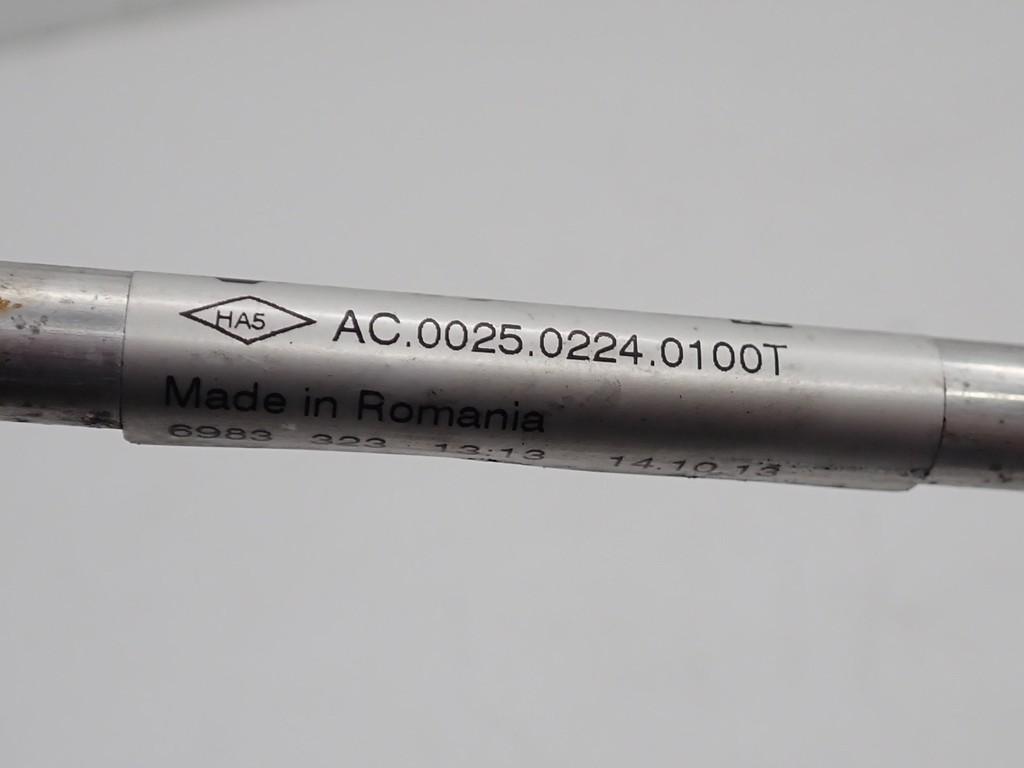 HA5 AC.0025.0224.0100T
Made in Romania
6983 323 13:13 14.10.13